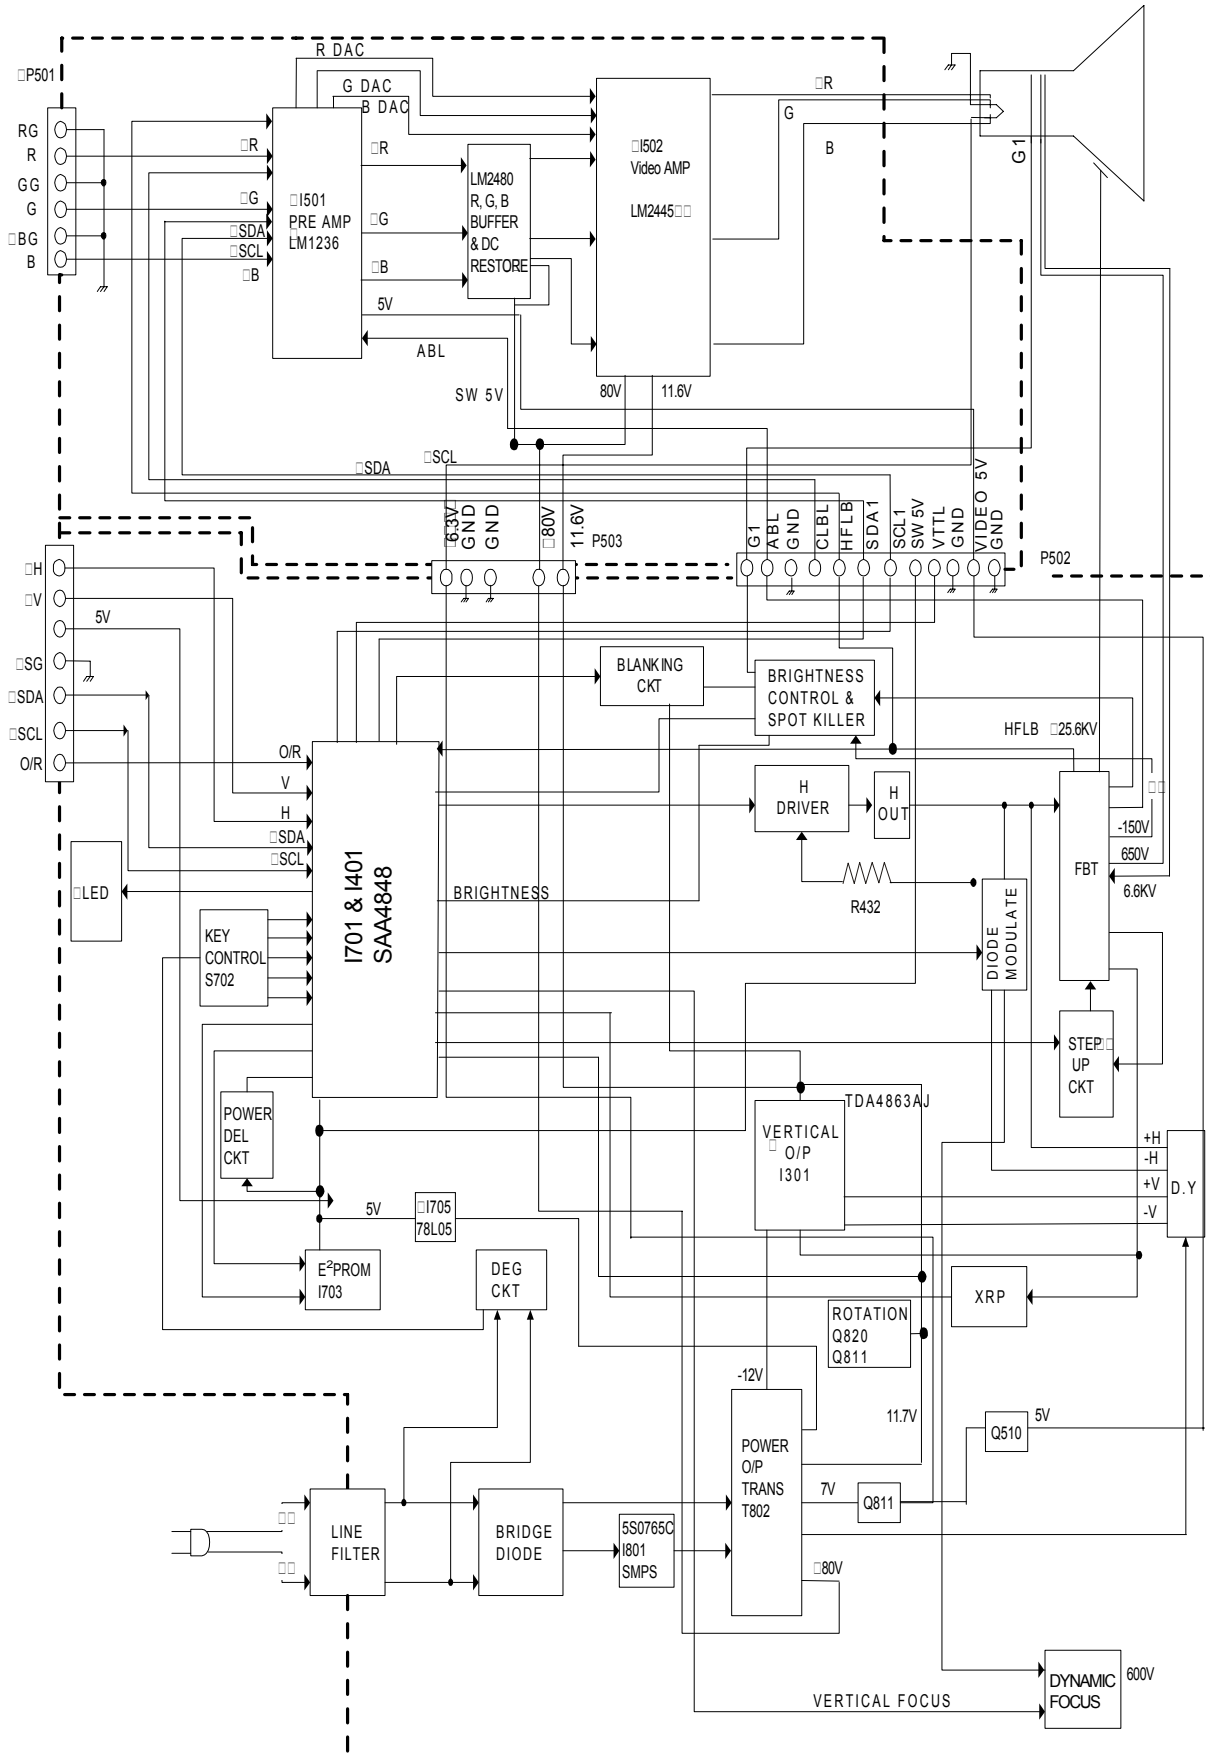 R DAC
G DAC
B DAC
□P501
RG
R
GG
G
□BG
B
□R
□G
□SDA
□SCL
□B
□I501
PRE AMP
LM1236
□R
□G
□B
5V
ABL
LM2480
R, G, B
BUFFER
& DC
RESTORE
□I502
Video AMP
LM2445□□
□R
G
B
G1
SW 5V
80V
11.6V
□SCL
□SDA
□6.3V
GND
GND
□80V
11.6V
P503
G1
ABL
GND
CLBL
HFLB
SDA1
SCL1
SW 5V
VTTL
GND
VIDEO 5V
GND
P502
□H
□V
5V
□SG
□SDA
□SCL
O/R
O/R
V
H
□SDA
□SCL
□LED
KEY
CONTROL
S702
I701 & I401
SAA4848
BRIGHTNESS
BLANKING
CKT
BRIGHTNESS
CONTROL &
SPOT KILLER
HFLB
□25.6KV
H
DRIVER
H
OUT
R432
DIODE
MODULATE
FBT
□□
-150V
650V
6.6KV
STEP□□
UP
CKT
POWER
DEL
CKT
TDA4863AJ
VERTICAL
□ O/P
I301
+H
-H
+V
-V
D.Y
5V
□I705
78L05
E²PROM
I703
DEG
CKT
XRP
ROTATION
Q820
Q811
-12V
11.7V
POWER
O/P
TRANS
T802
7V
Q811
Q510
5V
□80V
□□
□□
LINE
FILTER
BRIDGE
DIODE
5S0765C
I801
SMPS
VERTICAL FOCUS
DYNAMIC
FOCUS
600V